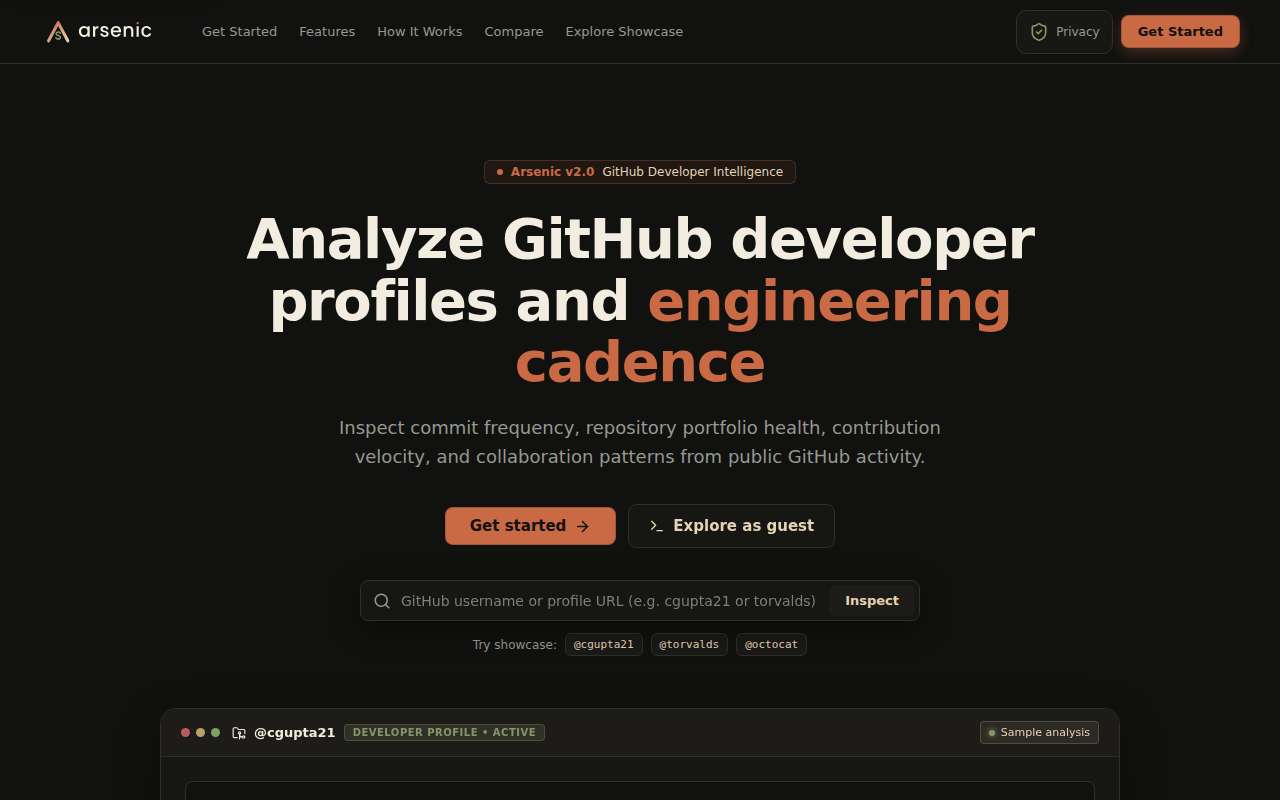 arsenic
Get Started Features How It Works Compare Explore Showcase
Privacy
Get Started
Arsenic v2.0 GitHub Developer Intelligence
Analyze GitHub developer
profiles and engineering
cadence
Inspect commit frequency, repository portfolio health, contribution
velocity, and collaboration patterns from public GitHub activity.
Get started →
Explore as guest
GitHub username or profile URL (e.g. cgupta21 or torvalds)
Inspect
Try showcase: @cgupta21 @torvalds @octocat
@cgupta21 DEVELOPER PROFILE • ACTIVE
Sample analysis